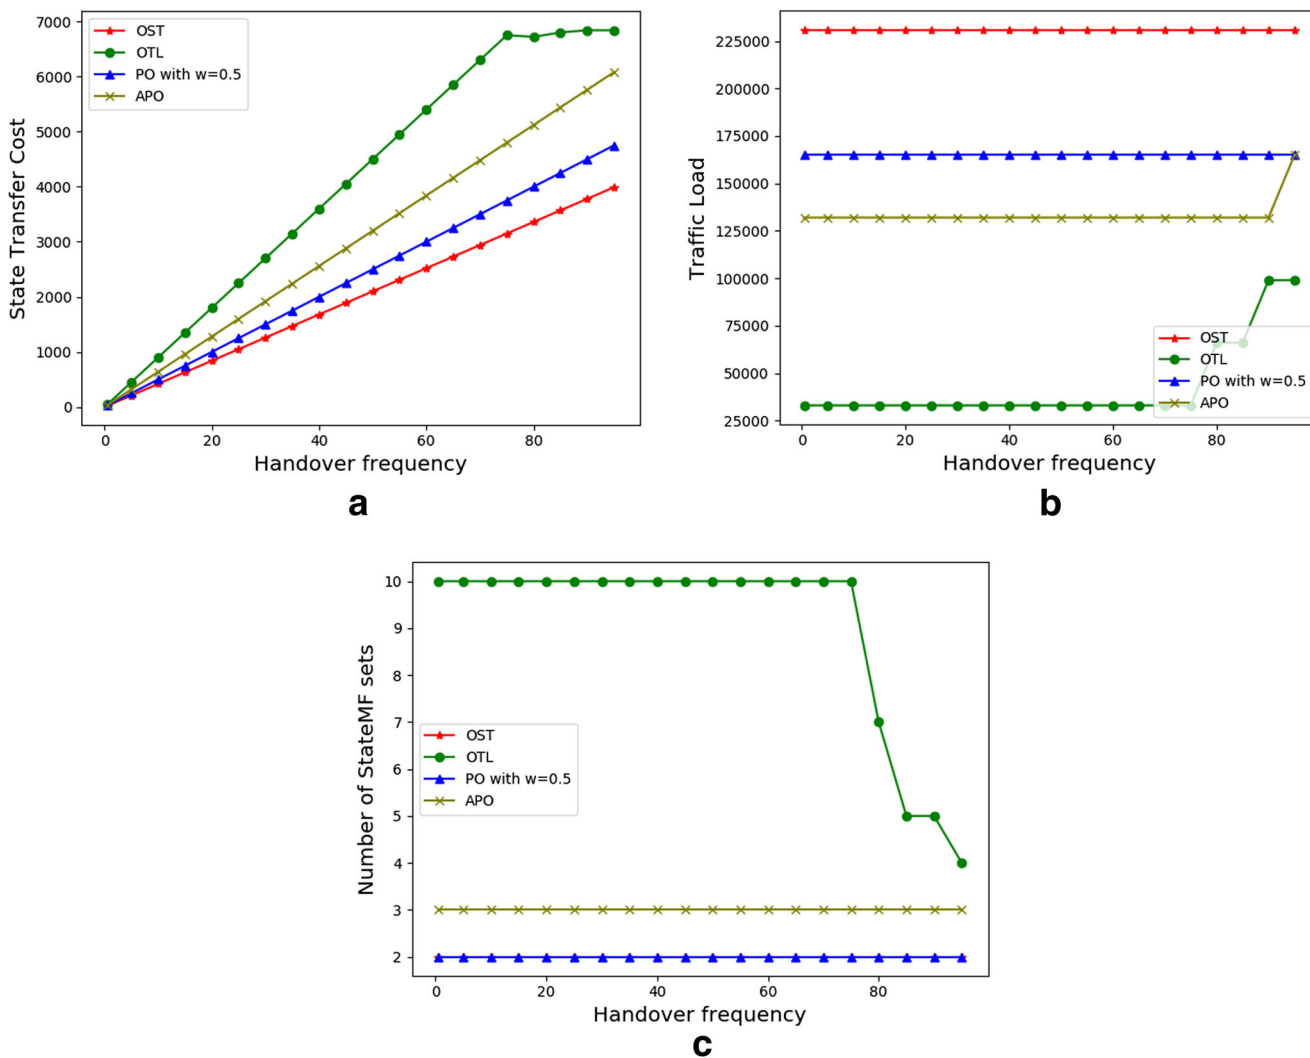 7000
6000
5000
4000
3000
2000
1000
0
State Transfer Cost
OST
OTL
PO with w=0.5
APO
0 20 40 60 80
Handover frequency
a
225000
200000
175000
150000
125000
100000
75000
50000
25000
Traffic Load
OST
OTL
PO with w=0.5
APO
0 20 40 60 80
Handover frequency
b
10
9
8
7
6
5
4
3
2
Number of StateMF sets
OST
OTL
PO with w=0.5
APO
0 20 40 60 80
Handover frequency
c